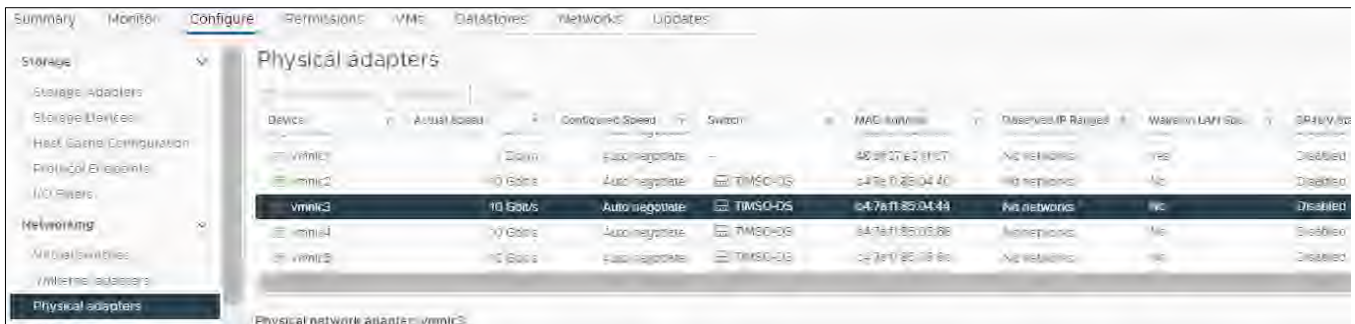 Summary Monitor Configure Permissions VMs Datastores Networks Updates
Storage
Physical adapters
Storage Adapters
Storage Devices
Device Actual Speed Configured Speed Switch MAC Address Observed IP Ranges Wake on LAN
Host Cache Configuration
vmnic1 Down Auto negotiate - No networks Yes Disabled
Protocol Endpoints
vmnic2 10 Gbit/s Auto negotiate TIMSO-DS No networks No Disabled
I/O Filters
vmnic3 10 Gbit/s Auto negotiate TIMSO-DS b4:7a:f1:85:04:44 No networks No Disabled
Networking
vmnic4 10 Gbit/s Auto negotiate TIMSO-DS No networks No Disabled
Virtual switches
vmnic5 10 Gbit/s Auto negotiate TIMSO-DS No networks No Disabled
VMkernel adapters
Physical adapters
Physical network adapter: vmnic3